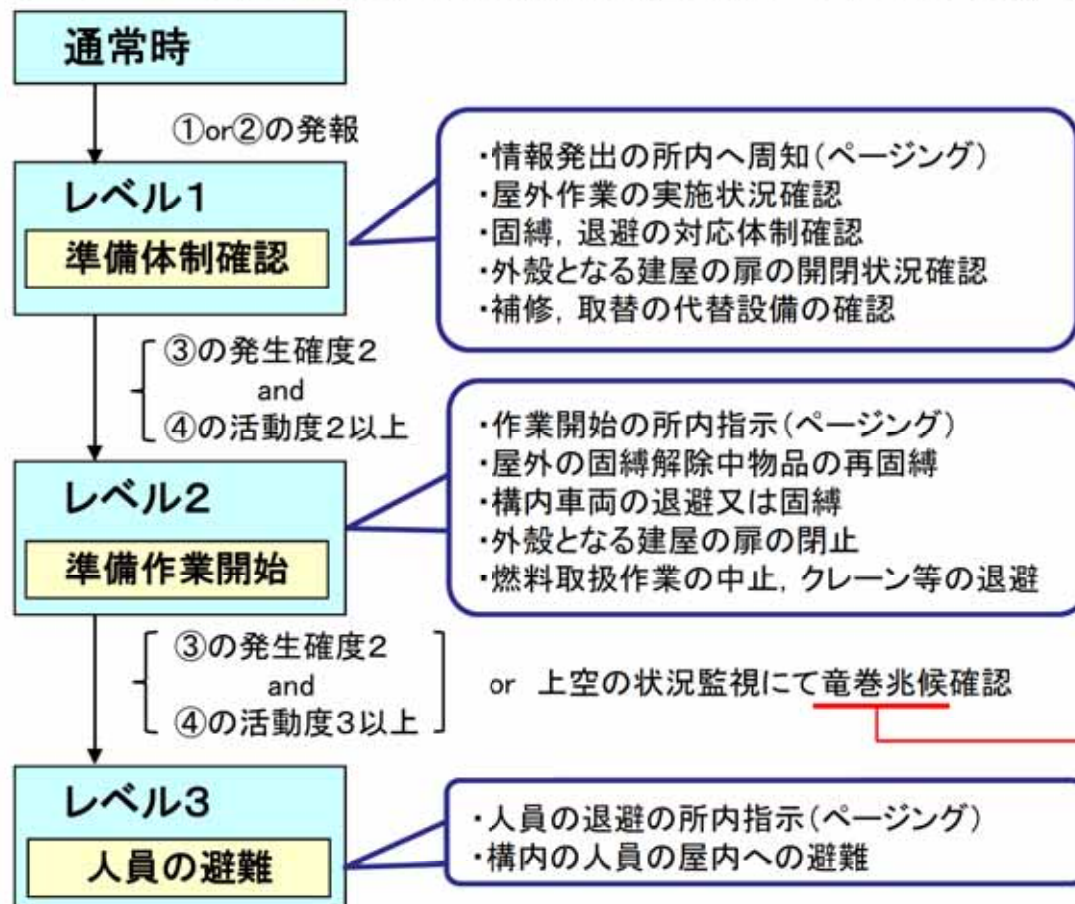 通常時
①or②の発報
レベル1
準備体制確認
・情報発出の所内へ周知(ページング)
・屋外作業の実施状況確認
・固縛, 退避の対応体制確認
・外殻となる建屋の扉の開閉状況確認
・補修, 取替の代替設備の確認
③の発生確度2
and
④の活動度2以上
レベル2
準備作業開始
・作業開始の所内指示(ページング)
・屋外の固縛解除中物品の再固縛
・構内車両の退避又は固縛
・外殻となる建屋の扉の閉止
・燃料取扱作業の中止, クレーン等の退避
③の発生確度2
and
④の活動度3以上
or 上空の状況監視にて竜巻兆候確認
レベル3
人員の避難
・人員の退避の所内指示(ページング)
・構内の人員の屋内への避難